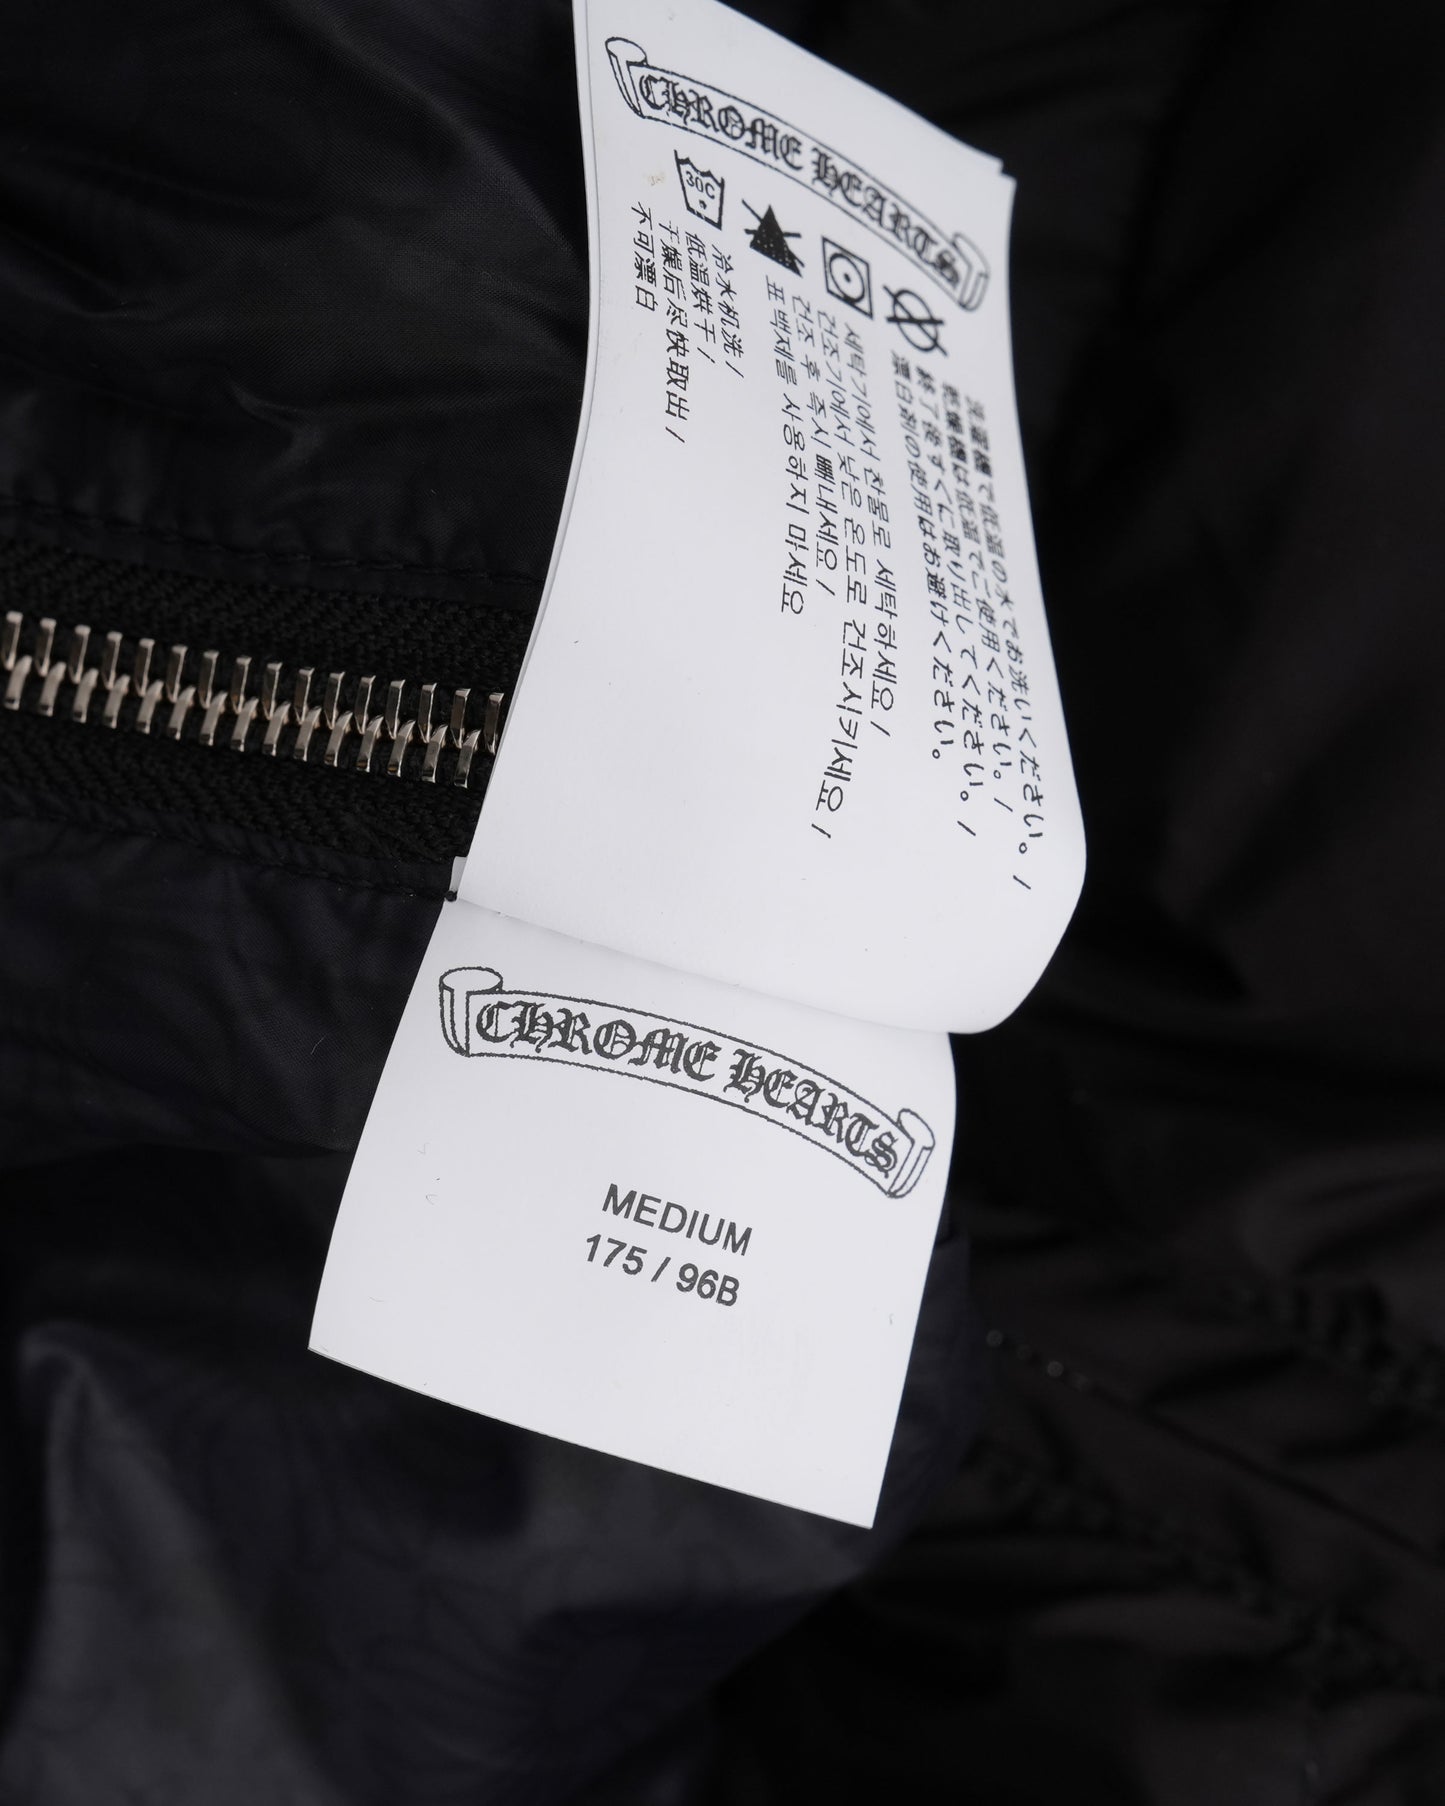 CHROME HEARTS
30C
洗濯機で低温の水でお洗いください。/
乾燥機は低温でご使用ください。/
終了後すぐに取り出してください。/
漂白剤の使用はお避けください。
세탁기에서 찬물로 세탁하세요 /
건조기에서 낮은 온도로 건조시키세요 /
건조 후 즉시 빼내세요 /
표백제를 사용하지 마세요
冷水机洗 /
低温烘干 /
干燥后尽快取出 /
不可漂白
CHROME HEARTS
MEDIUM
175 / 96B